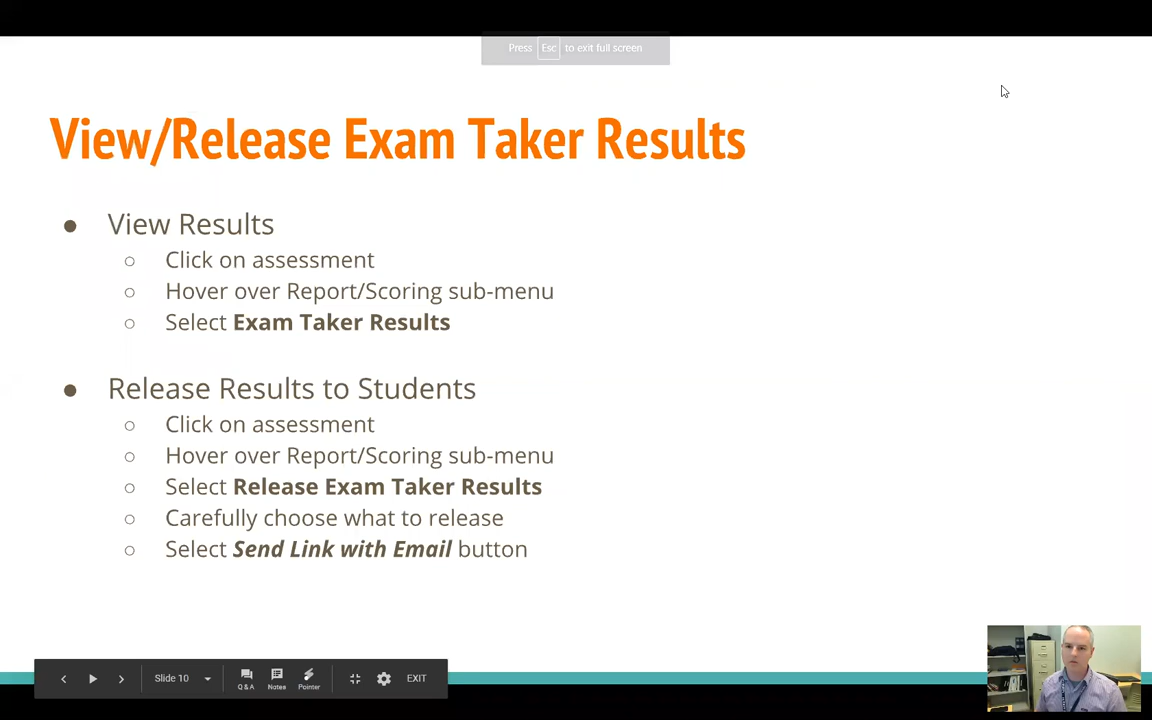 Press Esc to exit full screen
View/Release Exam Taker Results
● View Results
○ Click on assessment
○ Hover over Report/Scoring sub-menu
○ Select Exam Taker Results
● Release Results to Students
○ Click on assessment
○ Hover over Report/Scoring sub-menu
○ Select Release Exam Taker Results
○ Carefully choose what to release
○ Select Send Link with Email button
Slide 10 Q & A Notes Pointer EXIT